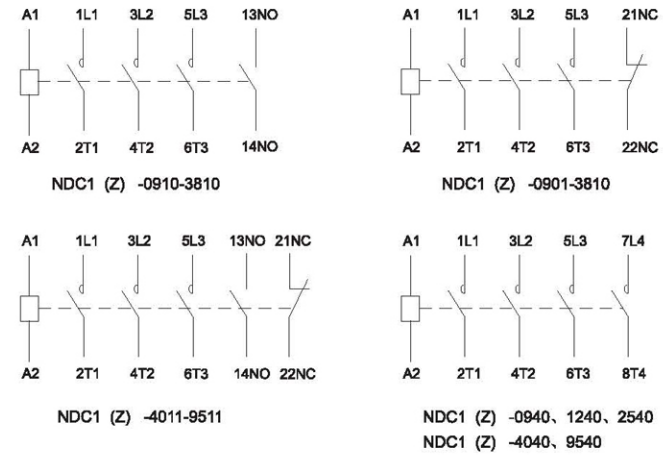 A1 1L1 3L2 5L3 13NO
A2 2T1 4T2 6T3 14NO
NDC1 (Z) -0910-3810
A1 1L1 3L2 5L3 21NC
A2 2T1 4T2 6T3 22NC
NDC1 (Z) -0901-3810
A1 1L1 3L2 5L3 13NO 21NC
A2 2T1 4T2 6T3 14NO 22NC
NDC1 (Z) -4011-9511
A1 1L1 3L2 5L3 7L4
A2 2T1 4T2 6T3 8T4
NDC1 (Z) -0940、1240、2540
NDC1 (Z) -4040、9540